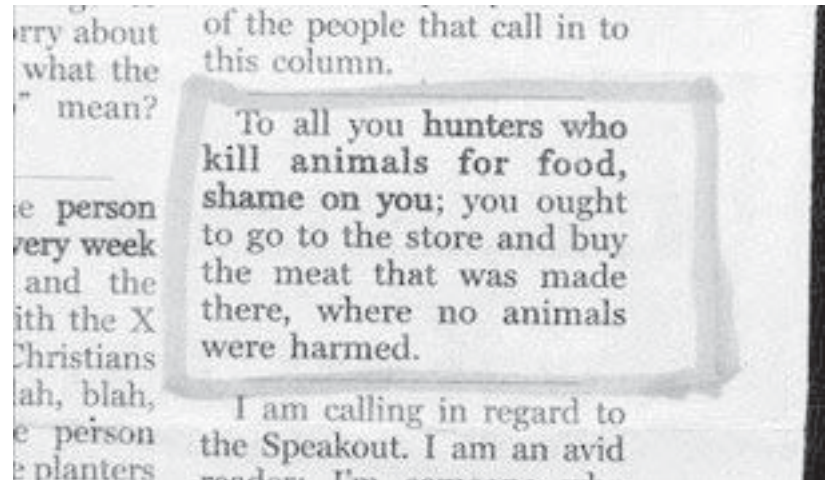 rry about
what the
" mean?
e person
very week
and the
ith the X
Christians
ah, blah,
e person
e planters
of the people that call in to
this column.
To all you hunters who
kill animals for food,
shame on you; you ought
to go to the store and buy
the meat that was made
there, where no animals
were harmed.
I am calling in regard to
the Speakout. I am an avid